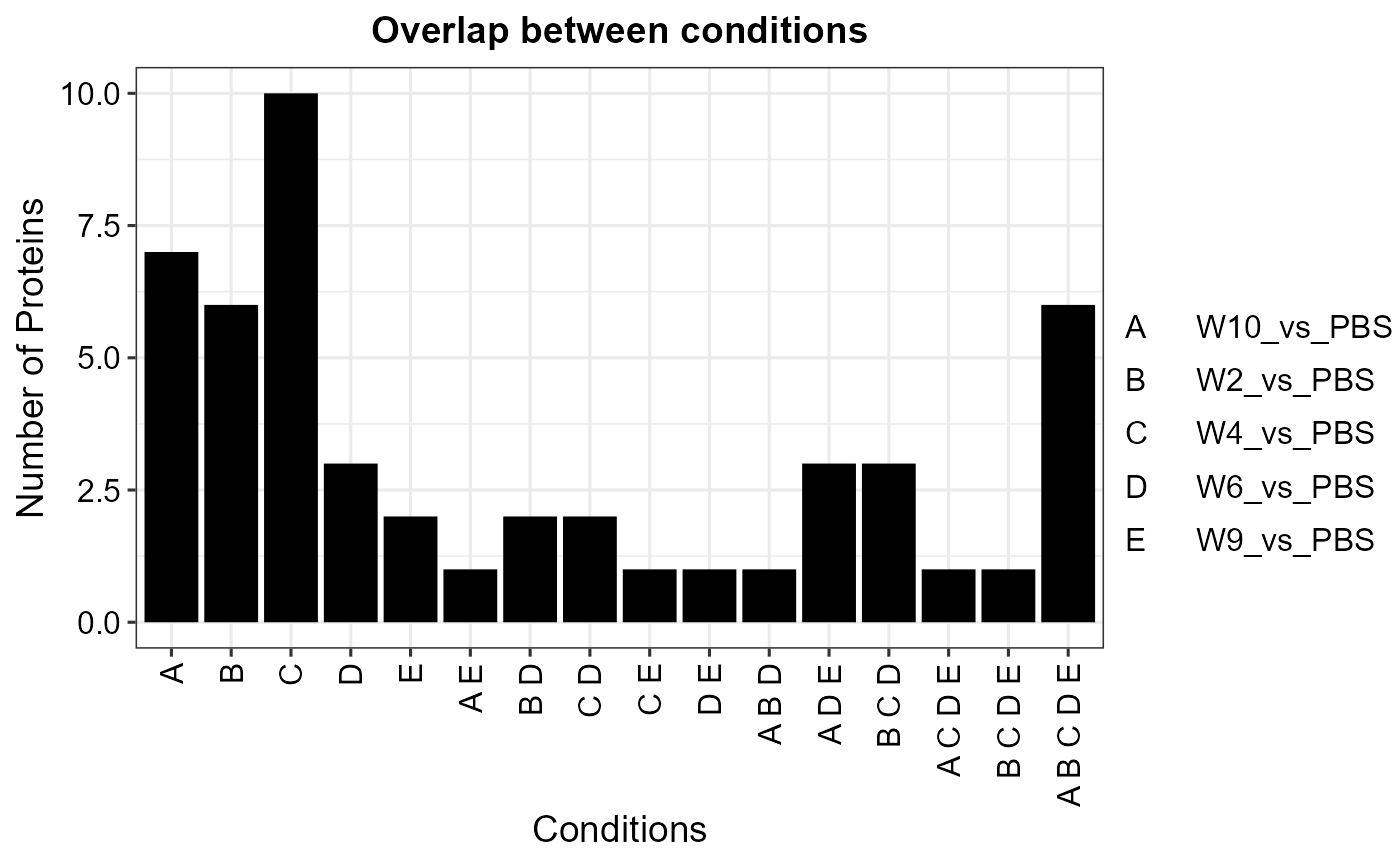 Overlap between conditions
Number of Proteins
10.0
7.5
5.0
2.5
0.0
A
B
C
D
E
A E
B D
C D
C E
D E
A B D
A D E
B C D
A C D E
B C D E
A B C D E
Conditions
A W10_vs_PBS
B W2_vs_PBS
C W4_vs_PBS
D W6_vs_PBS
E W9_vs_PBS